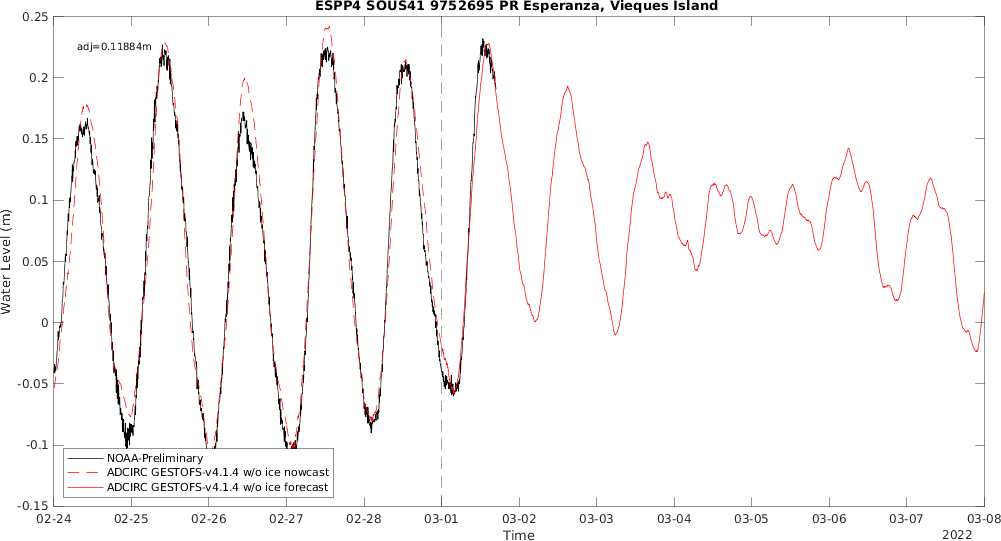 ESPP4 SOUS41 9752695 PR Esperanza, Vieques Island
0.25
adj=0.11884m
0.2
0.15
0.1
0.05
0
-0.05
-0.1
-0.15
Water Level (m)
NOAA-Preliminary
ADCIRC GESTOFS-v4.1.4 w/o ice nowcast
ADCIRC GESTOFS-v4.1.4 w/o ice forecast
02-24 02-25 02-26 02-27 02-28 03-01 03-02 03-03 03-04 03-05 03-06 03-07 03-08
Time
2022